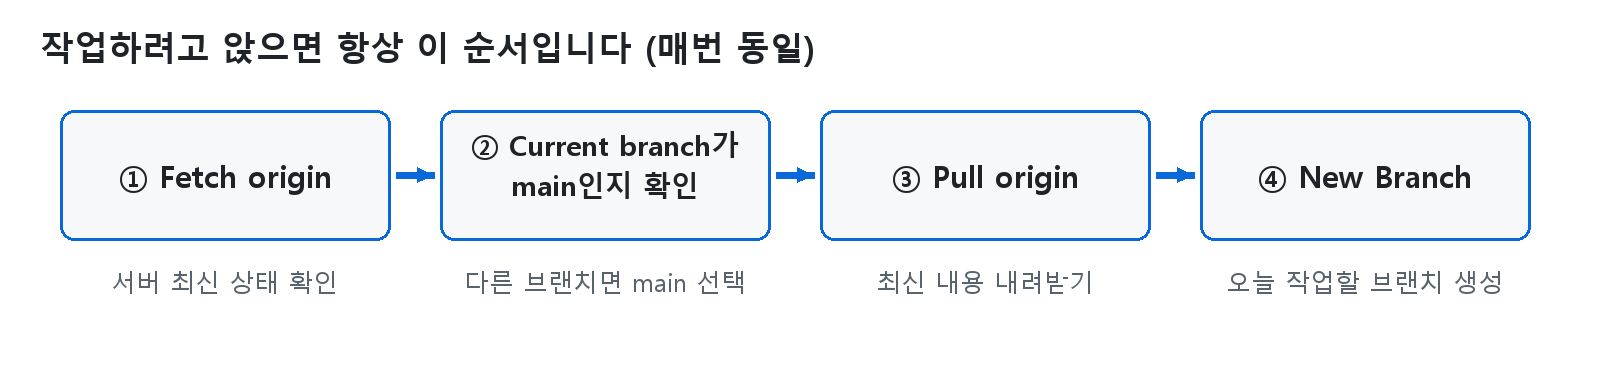 작업하려고 앉으면 항상 이 순서입니다 (매번 동일)
① Fetch origin
② Current branch가
main인지 확인
③ Pull origin
④ New Branch
서버 최신 상태 확인
다른 브랜치면 main 선택
최신 내용 내려받기
오늘 작업할 브랜치 생성